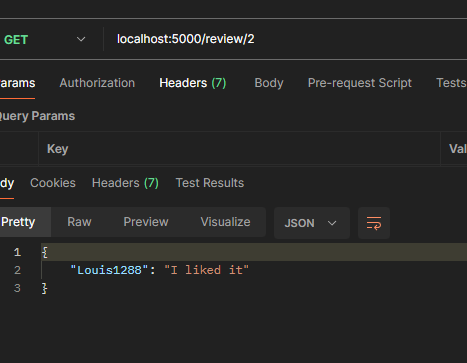 GET localhost:5000/review/2
arams Authorization Headers (7) Body Pre-request Script Tests
Query Params
Key Val
dy Cookies Headers (7) Test Results
Pretty Raw Preview Visualize JSON
1 {
2 "Louis1288": "I liked it"
3 }